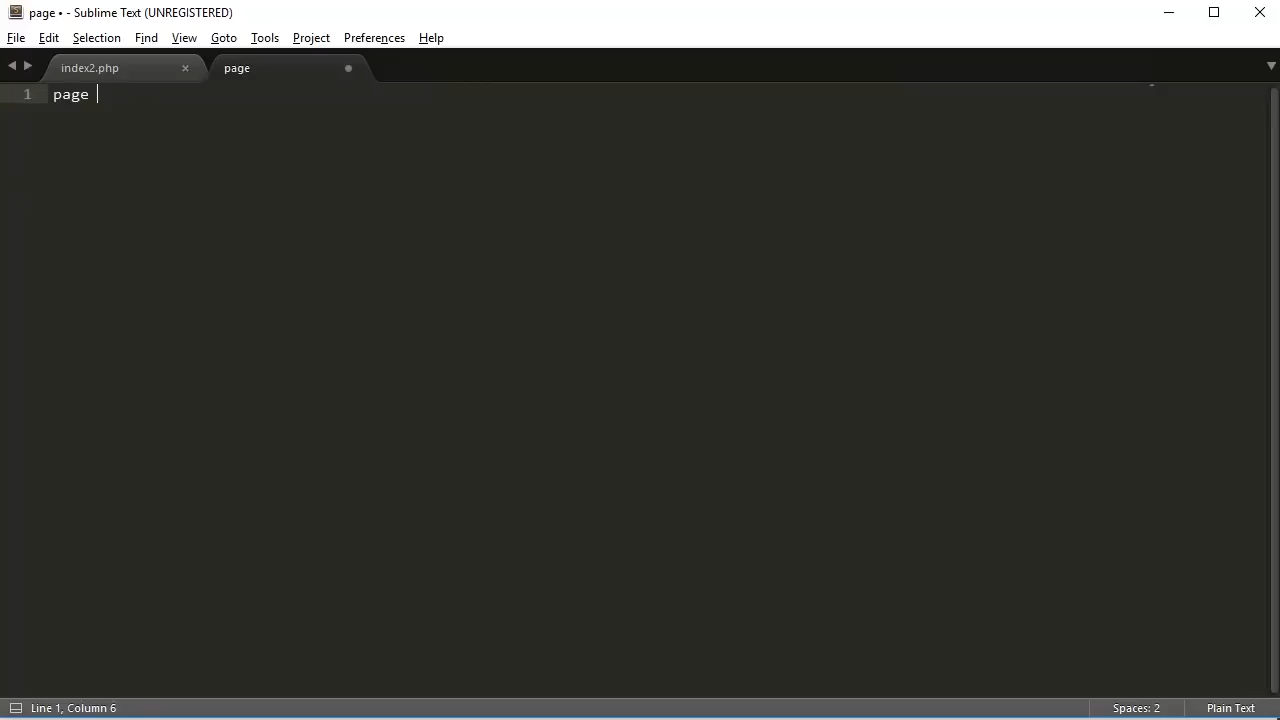 page • - Sublime Text (UNREGISTERED)
File Edit Selection Find View Goto Tools Project Preferences Help
index2.php page
1 page
Line 1, Column 6 Spaces: 2 Plain Text